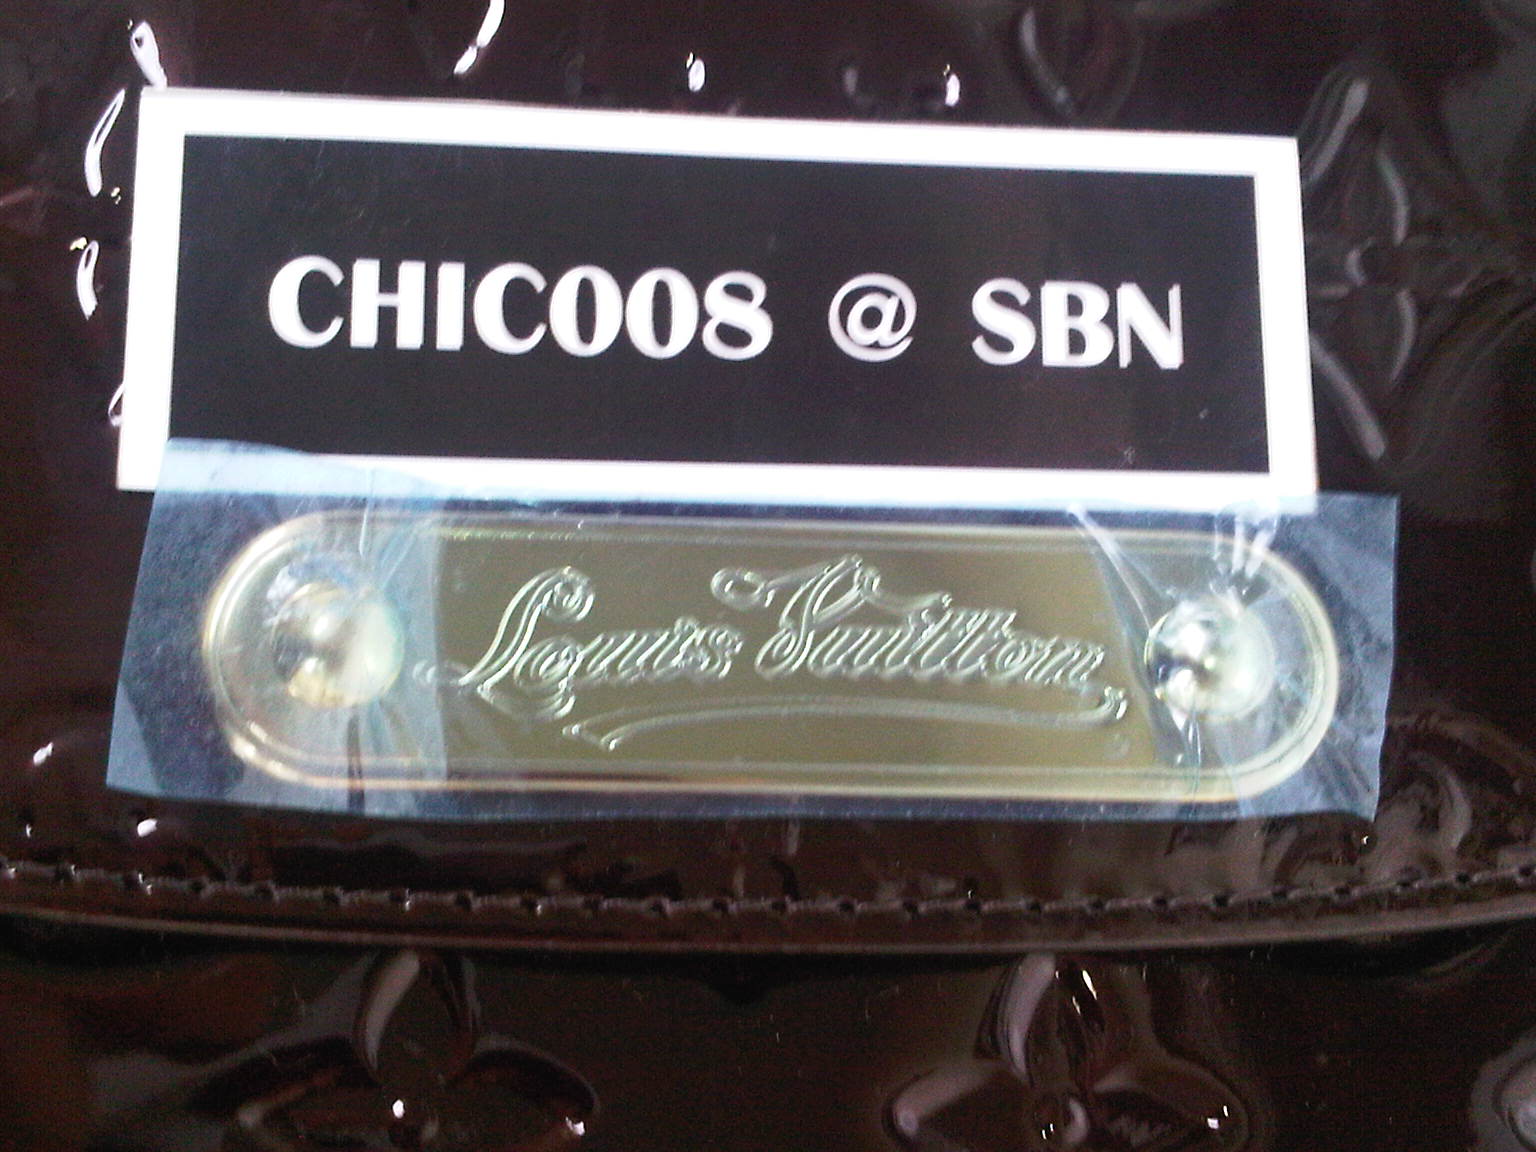 CHIC008 @ SBN
Louis Vuitton